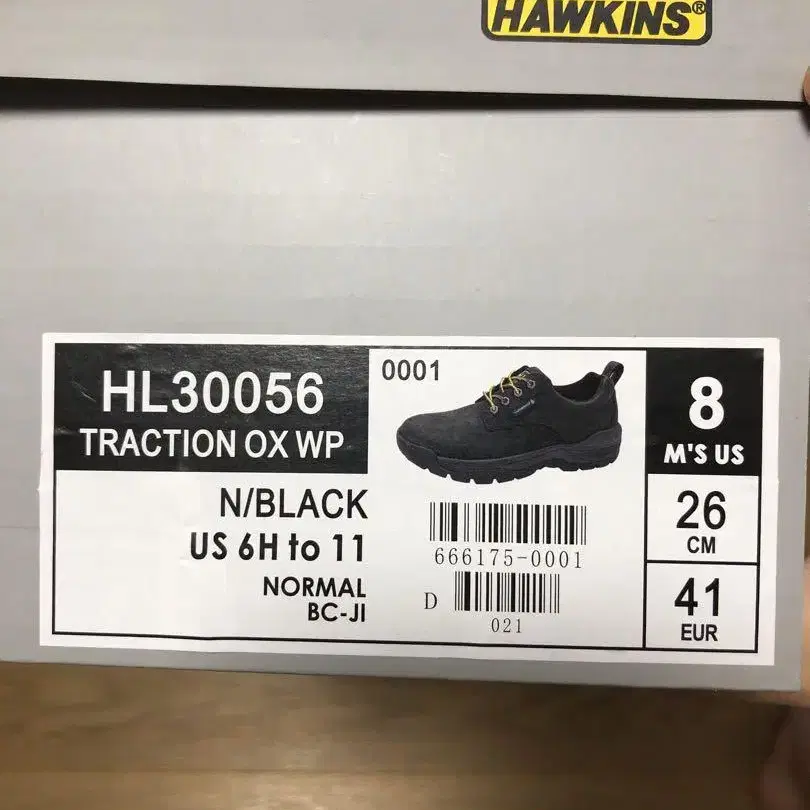 HAWKINS®
HL30056
TRACTION OX WP
N/BLACK
US 6H to 11
NORMAL
BC-JI
0001
666175-0001
D
021
8
M'S US
26
CM
41
EUR